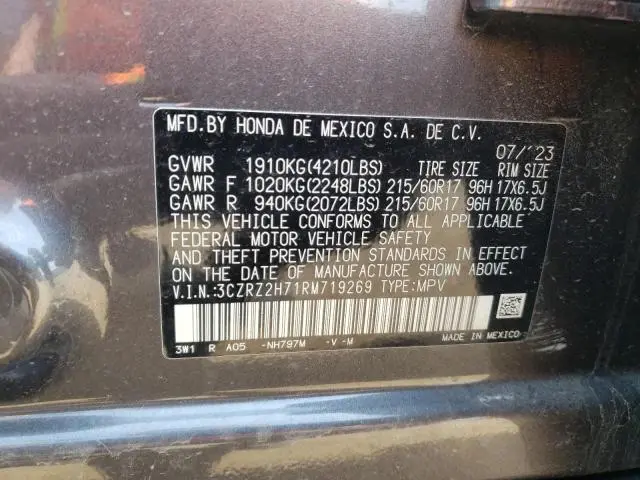 MFD.BY HONDA DE MEXICO S.A. DE C.V.
07/23
GVWR 1910KG(4210LBS) TIRE SIZE RIM SIZE
GAWR F 1020KG(2248LBS) 215/60R17 96H 17X6.5J
GAWR R 940KG(2072LBS) 215/60R17 96H 17X6.5J
THIS VEHICLE CONFORMS TO ALL APPLICABLE
FEDERAL MOTOR VEHICLE SAFETY
AND THEFT PREVENTION STANDARDS IN EFFECT
ON THE DATE OF MANUFACTURE SHOWN ABOVE.
V.I.N.:3CZRZ2H71RM719269 TYPE:MPV
3W1 R A05 -NH797M -V -M MADE IN MEXICO